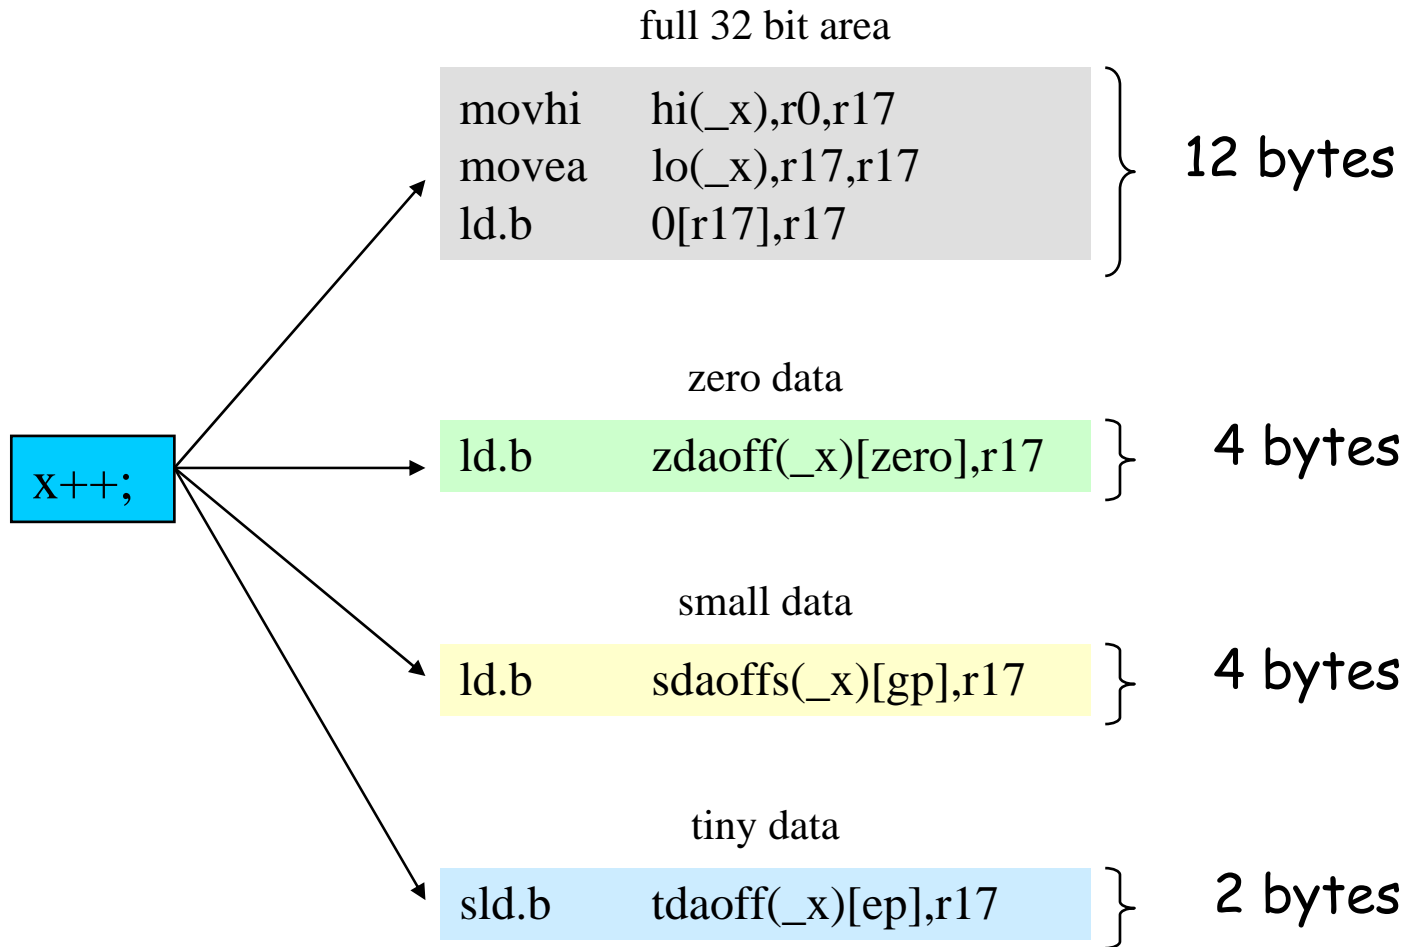 full 32 bit area
movhi hi(_x),r0,r17
movea lo(_x),r17,r17
ld.b 0[r17],r17
12 bytes
zero data
ld.b zdaoff(_x)[zero],r17
4 bytes
x++;
small data
ld.b sdaoffs(_x)[gp],r17
4 bytes
tiny data
sld.b tdaoff(_x)[ep],r17
2 bytes